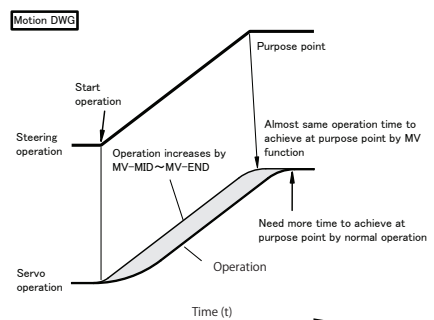 Motion DWG
Purpose point
Start
operation
Steering
operation
Almost same operation time to
achieve at purpose point by MV
function
Operation increases by
MV-MID～MV-END
Need more time to achieve at
purpose point by normal operation
Operation
Servo
operation
Time (t)